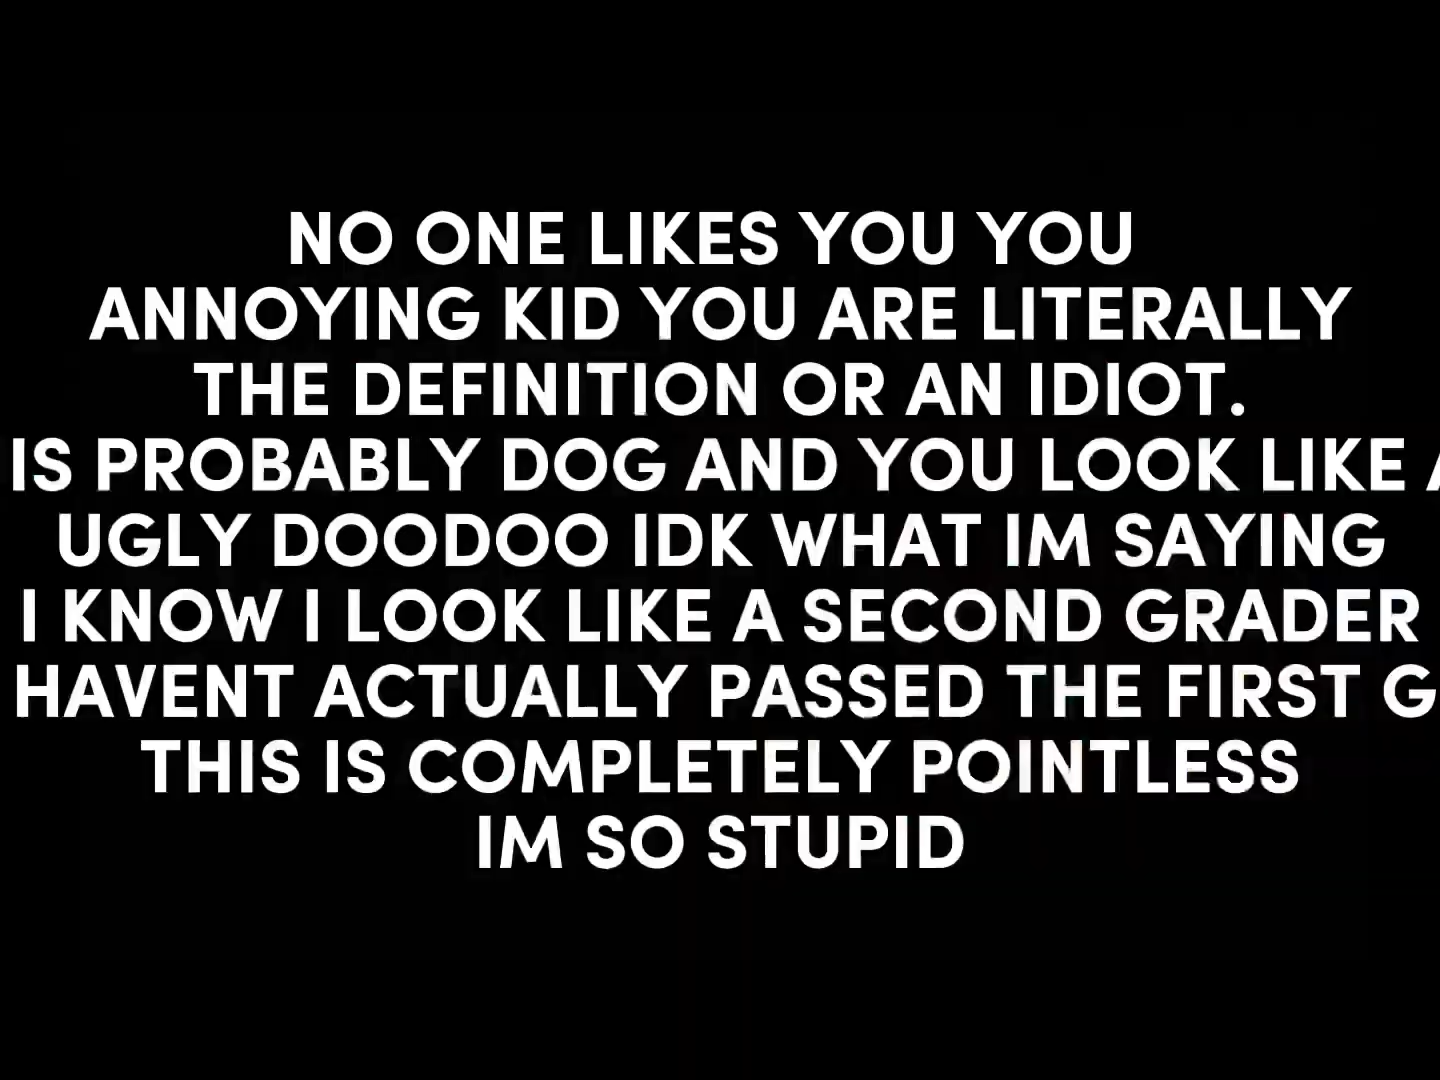 NO ONE LIKES YOU YOU
ANNOYING KID YOU ARE LITERALLY
THE DEFINITION OR AN IDIOT.
IS PROBABLY DOG AND YOU LOOK LIKE
UGLY DOODOO IDK WHAT IM SAYING
I KNOW I LOOK LIKE A SECOND GRADER
HAVENT ACTUALLY PASSED THE FIRST G
THIS IS COMPLETELY POINTLESS
IM SO STUPID